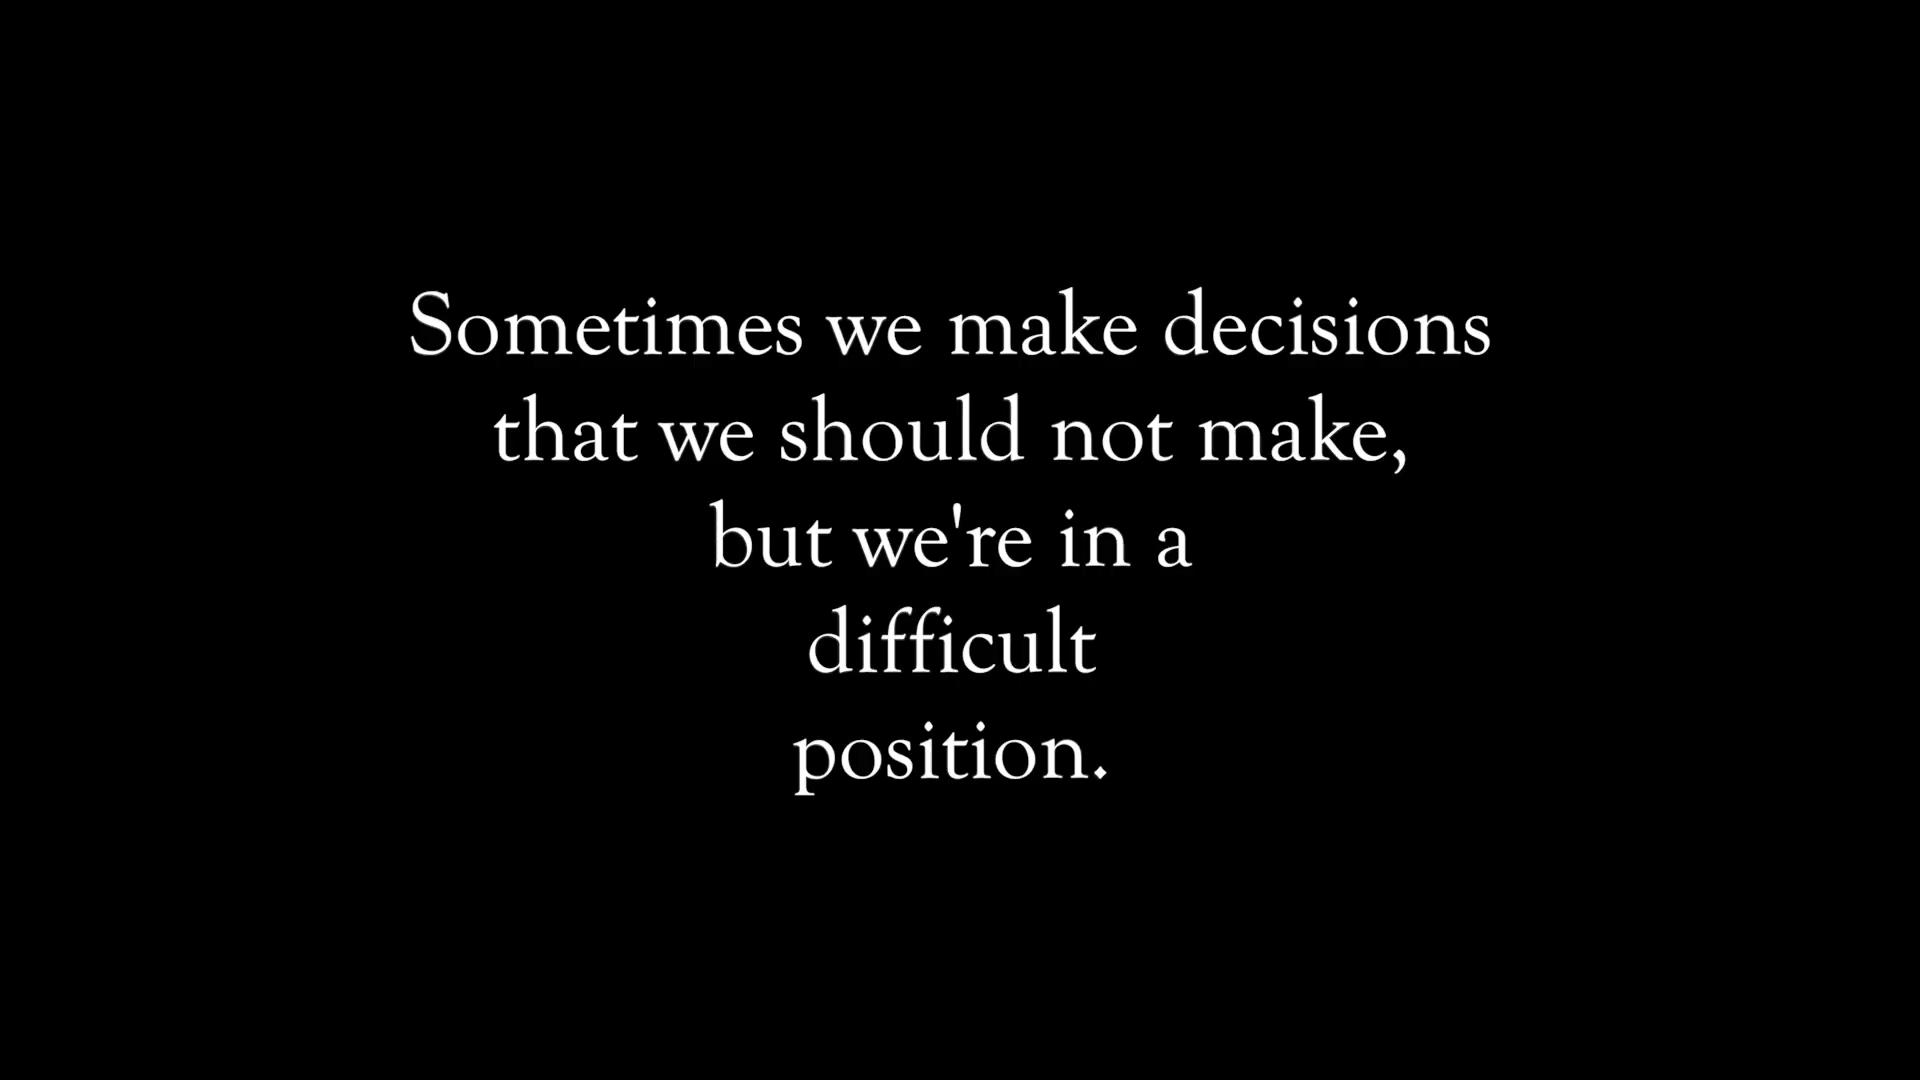 Sometimes we make decisions
that we should not make,
but we're in a
difficult
position.